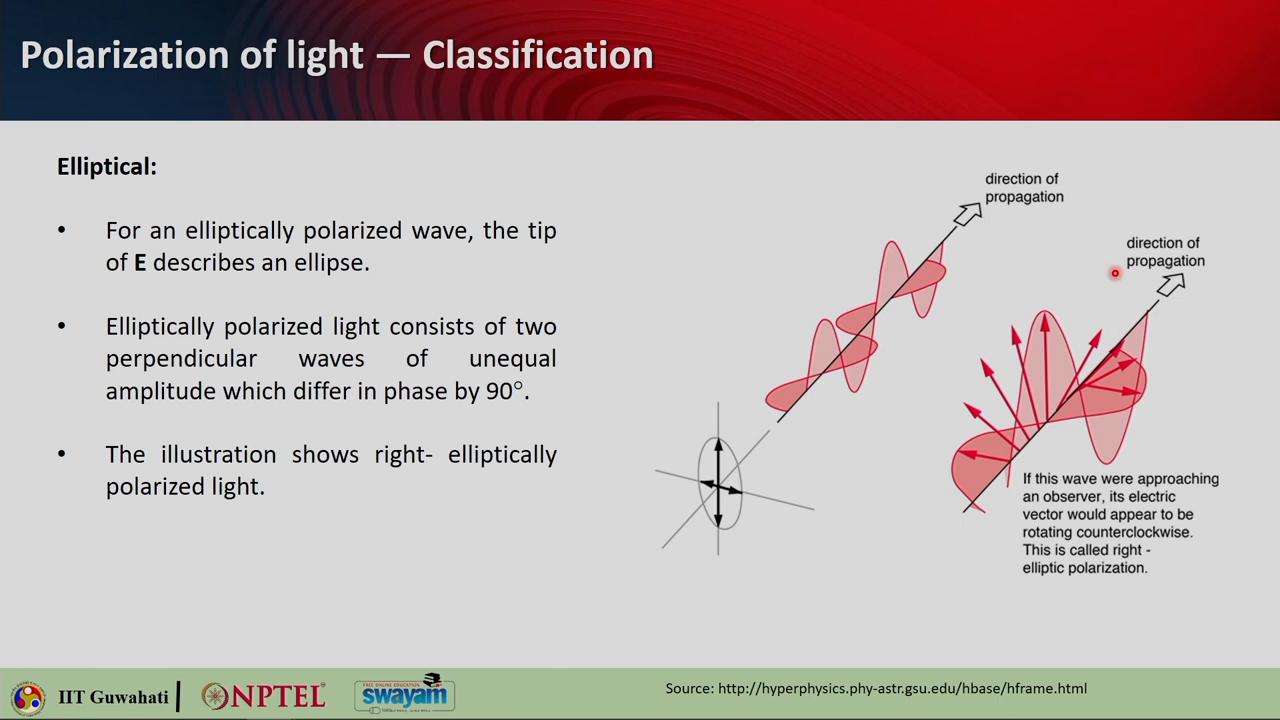 Polarization of light — Classification
Elliptical:
• For an elliptically polarized wave, the tip
of E describes an ellipse.
• Elliptically polarized light consists of two
perpendicular waves of unequal
amplitude which differ in phase by 90°.
• The illustration shows right- elliptically
polarized light.
direction of
propagation
direction of
propagation
If this wave were approaching
an observer, its electric
vector would appear to be
rotating counterclockwise.
This is called right -
elliptic polarization.
IIT Guwahati
NPTEL
FREE ONLINE EDUCATION
swayam
Source: http://hyperphysics.phy-astr.gsu.edu/hbase/hframe.html